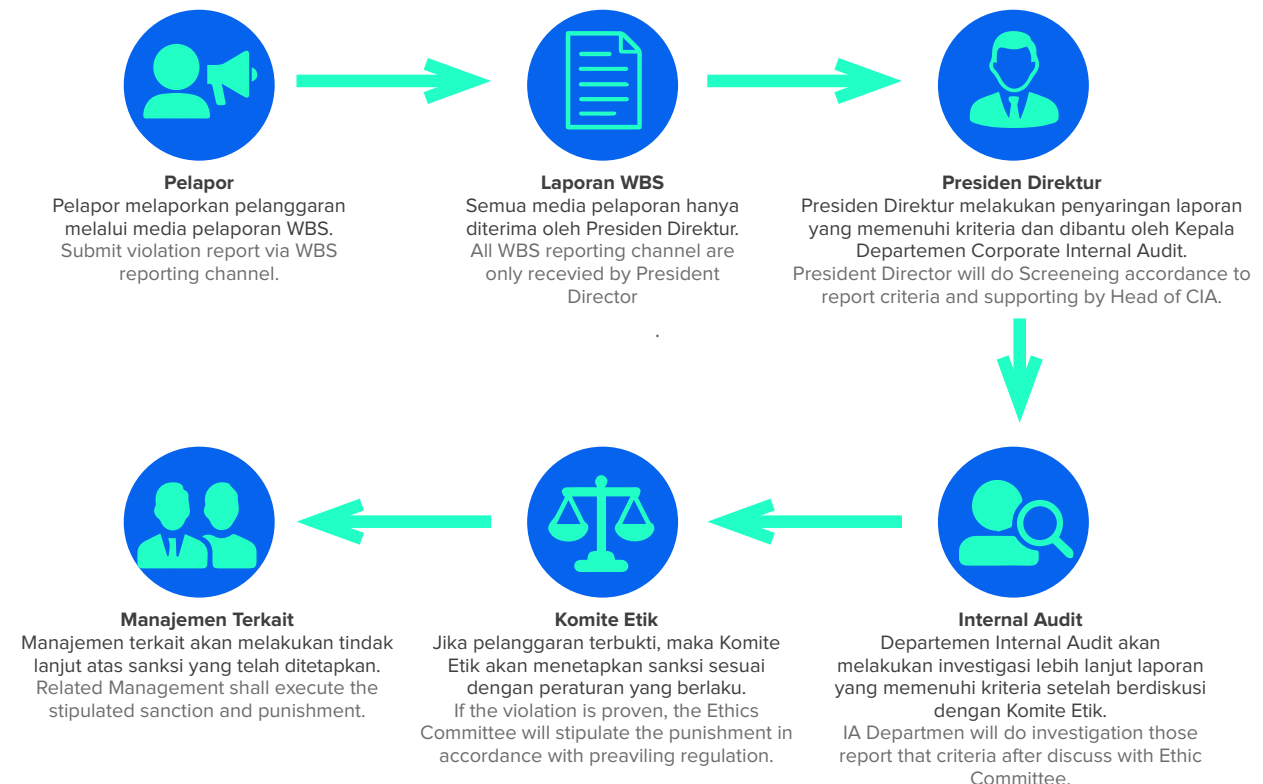 Pelapor
Pelapor melaporkan pelanggaran
melalui media pelaporan WBS.
Submit violation report via WBS
reporting channel.
Laporan WBS
Semua media pelaporan hanya
diterima oleh Presiden Direktur.
All WBS reporting channel are
only recevied by President
Director
.
Presiden Direktur
Presiden Direktur melakukan penyaringan laporan
yang memenuhi kriteria dan dibantu oleh Kepala
Departemen Corporate Internal Audit.
President Director will do Screeneing accordance to
report criteria and supporting by Head of CIA.
Manajemen Terkait
Manajemen terkait akan melakukan tindak
lanjut atas sanksi yang telah ditetapkan.
Related Management shall execute the
stipulated sanction and punishment.
Komite Etik
Jika pelanggaran terbukti, maka Komite
Etik akan menetapkan sanksi sesuai
dengan peraturan yang berlaku.
If the violation is proven, the Ethics
Committee will stipulate the punishment in
accordance with preaviling regulation.
Internal Audit
Departemen Internal Audit akan
melakukan investigasi lebih lanjut laporan
yang memenuhi kriteria setelah berdiskusi
dengan Komite Etik.
IA Departmen will do investigation those
report that criteria after discuss with Ethic
Committee.